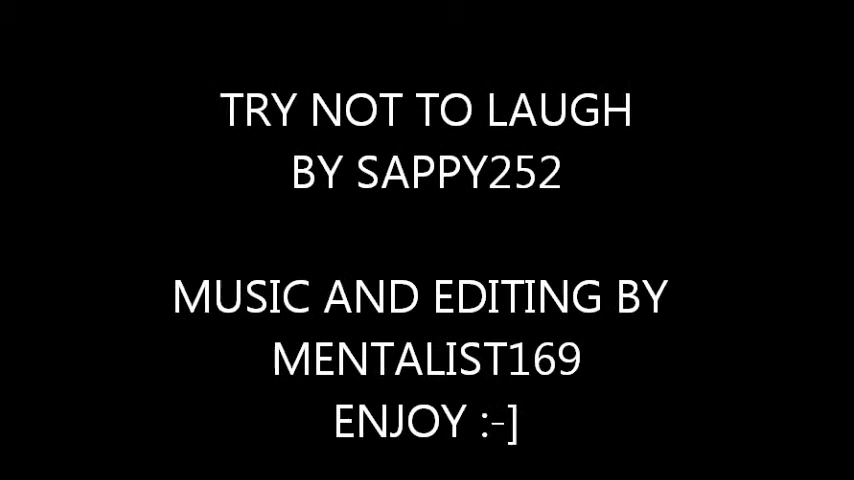 TRY NOT TO LAUGH
BY SAPPY252
MUSIC AND EDITING BY
MENTALIST169
ENJOY :-]